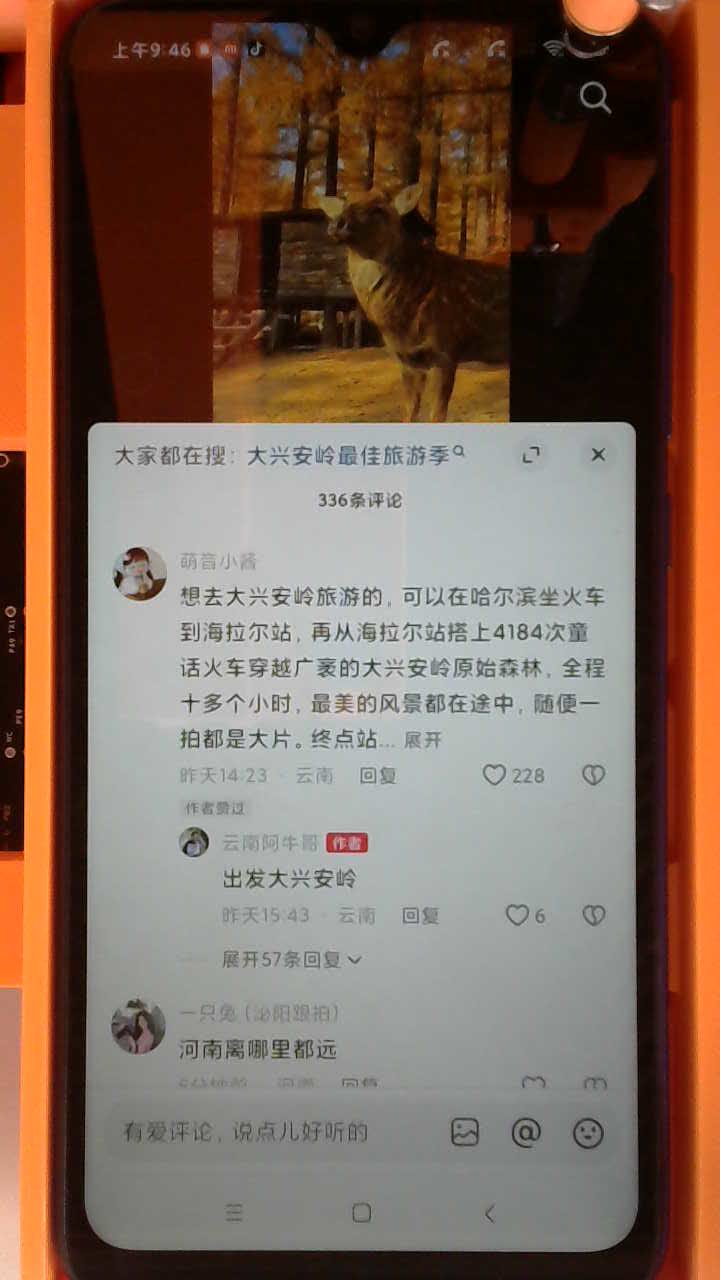 上午9:46
大家都在搜：大兴安岭最佳旅游季
336条评论
萌音小酱
想去大兴安岭旅游的，可以在哈尔滨坐火车
到海拉尔站，再从海拉尔站搭上4184次童
话火车穿越广袤的大兴安岭原始森林，全程
十多个小时，最美的风景都在途中，随便一
拍都是大片。终点站... 展开
昨天14:23 · 云南 回复 228
作者赞过
云南阿牛哥 作者
出发大兴安岭
昨天15:43 · 云南 回复 6
展开57条回复
一只兔（泌阳跟拍）
河南离哪里都远
回复
有爱评论，说点儿好听的